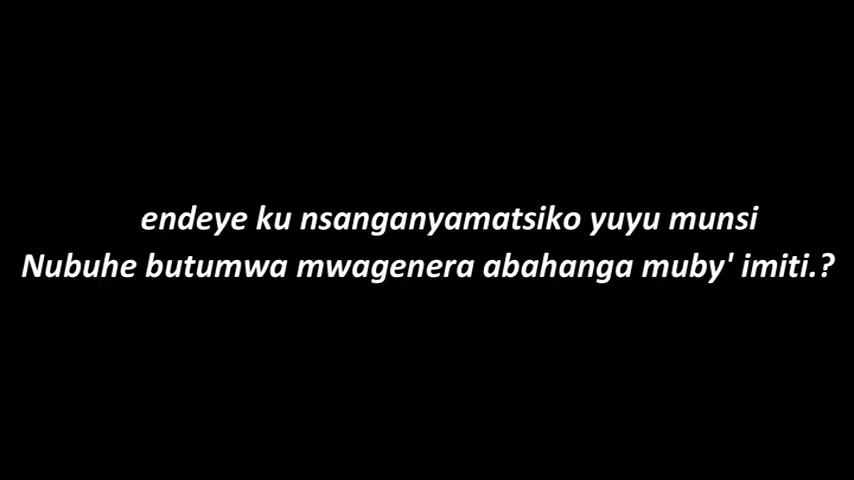 endeye ku nsanganyamatsiko yuyu munsi
Nubuhe butumwa mwagenera abahanga muby' imiti.?